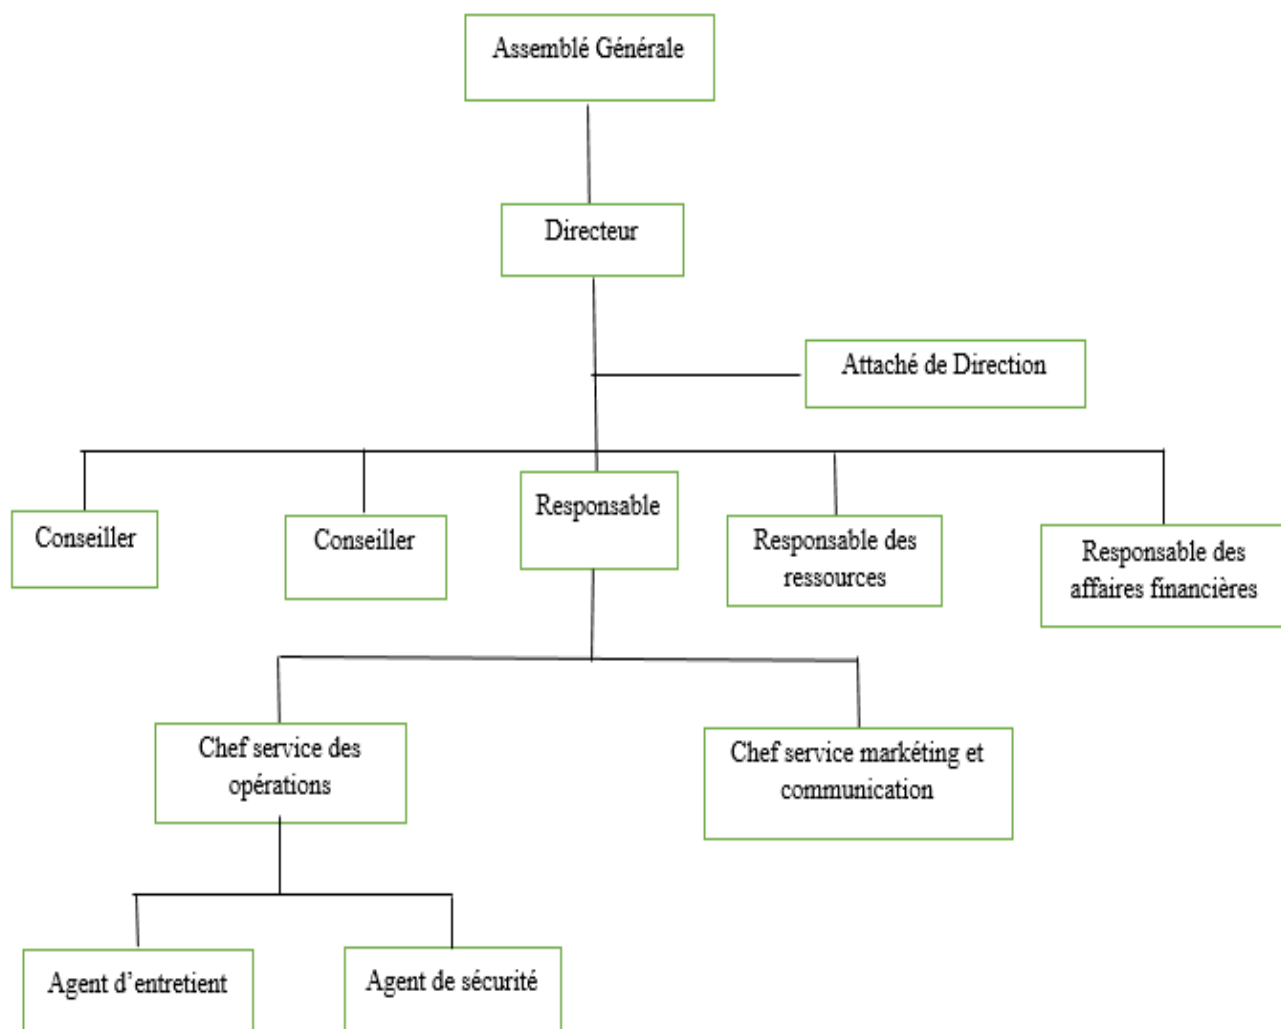 Assemblé Générale
Directeur
Attaché de Direction
Conseiller
Conseiller
Responsable
Responsable des
ressources
Responsable des
affaires financières
Chef service des
opérations
Chef service markéting et
communication
Agent d’entretient
Agent de sécurité